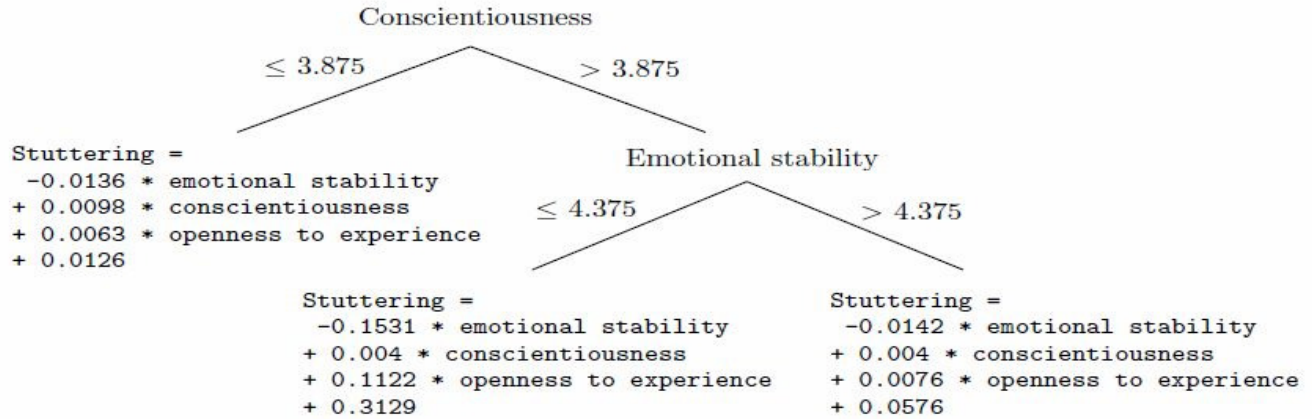 Conscientiousness
≤ 3.875
> 3.875
Stuttering =
-0.0136 * emotional stability
+ 0.0098 * conscientiousness
+ 0.0063 * openness to experience
+ 0.0126
Emotional stability
≤ 4.375
> 4.375
Stuttering =
-0.1531 * emotional stability
+ 0.004 * conscientiousness
+ 0.1122 * openness to experience
+ 0.3129
Stuttering =
-0.0142 * emotional stability
+ 0.004 * conscientiousness
+ 0.0076 * openness to experience
+ 0.0576